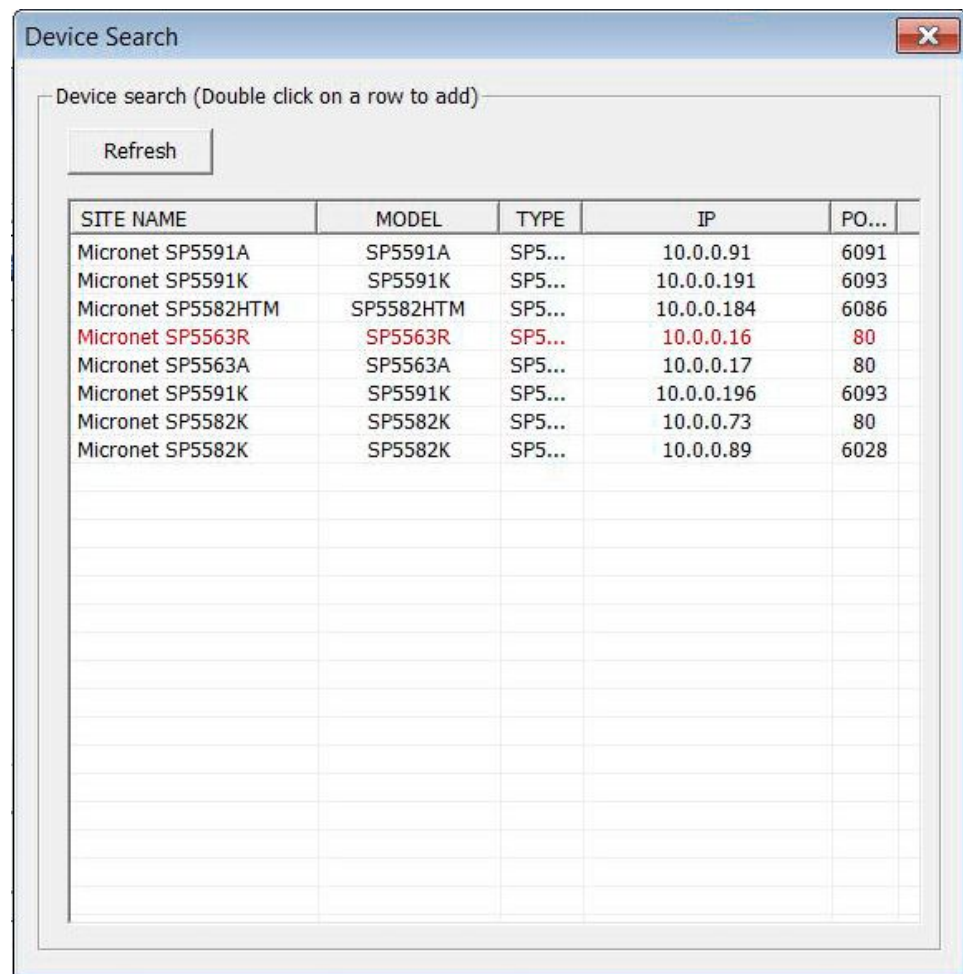 Device Search
Device search (Double click on a row to add)
Refresh
SITE NAME MODEL TYPE IP PO...
Micronet SP5591A SP5591A SP5... 10.0.0.91 6091
Micronet SP5591K SP5591K SP5... 10.0.0.191 6093
Micronet SP5582HTM SP5582HTM SP5... 10.0.0.184 6086
Micronet SP5563R SP5563R SP5... 10.0.0.16 80
Micronet SP5563A SP5563A SP5... 10.0.0.17 80
Micronet SP5591K SP5591K SP5... 10.0.0.196 6093
Micronet SP5582K SP5582K SP5... 10.0.0.73 80
Micronet SP5582K SP5582K SP5... 10.0.0.89 6028